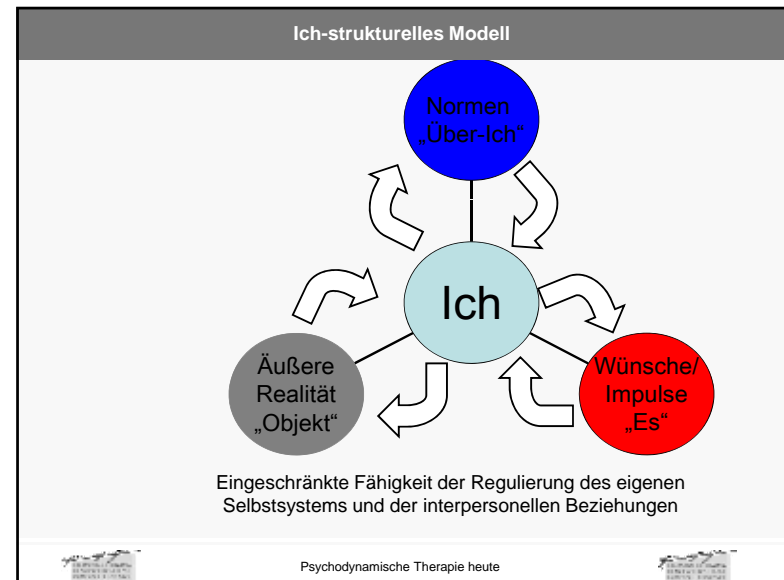 Ich-strukturelles Modell
Normen
„Über-Ich“
Ich
Äußere
Realität
„Objekt“
Wünsche/
Impulse
„Es“
Eingeschränkte Fähigkeit der Regulierung des eigenen
Selbstsystems und der interpersonellen Beziehungen
Psychodynamische Therapie heute